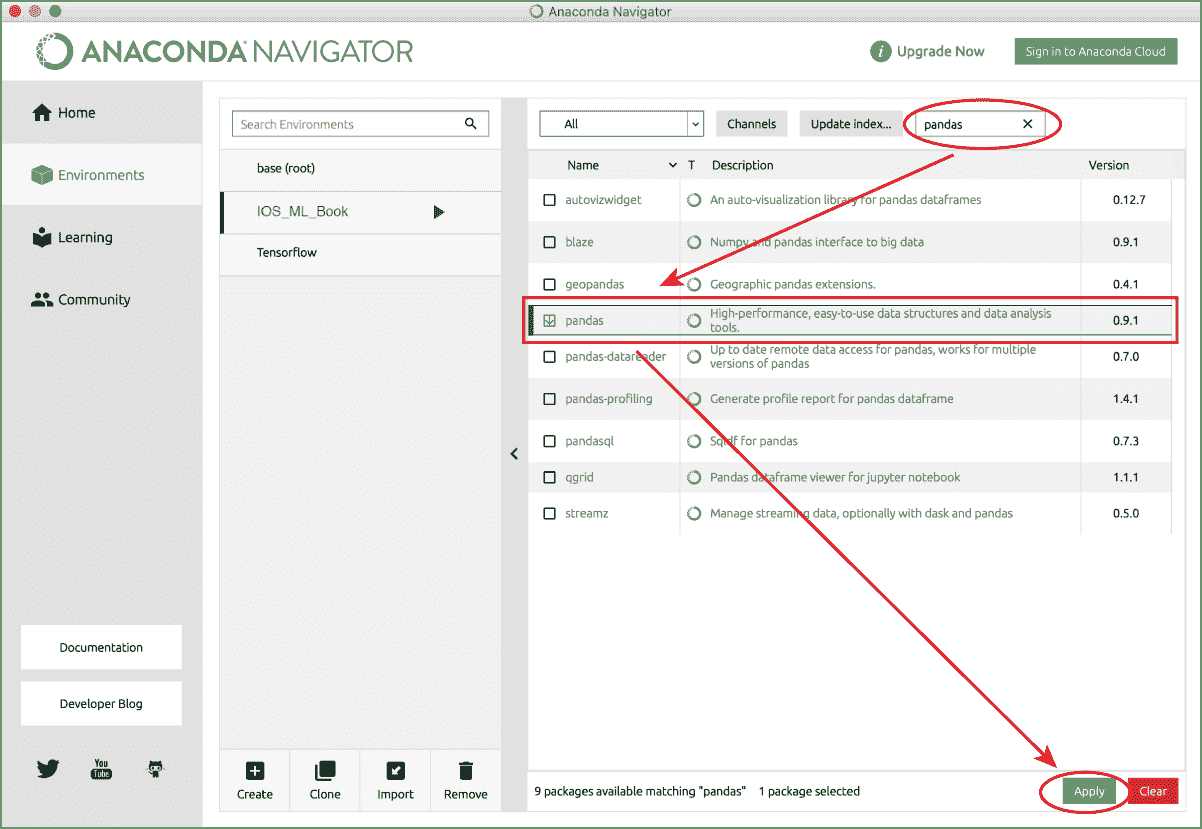 Anaconda Navigator
ANACONDA NAVIGATOR
Upgrade Now
Sign in to Anaconda Cloud
Home
Environments
Learning
Community
Documentation
Developer Blog
You
Tube
Search Environments
base (root)
IOS_ML_Book
Tensorflow
Create Clone Import Remove
All Channels Update index... pandas
Name T Description Version
autovizwidget An auto-visualization library for pandas dataframes 0.12.7
blaze Numpy and pandas interface to big data 0.9.1
geopandas Geographic pandas extensions. 0.4.1
pandas High-performance, easy-to-use data structures and data analysis 0.9.1
tools.
pandas-datareader Up to date remote data access for pandas, works for multiple 0.7.0
versions of pandas
pandas-profiling Generate profile report for pandas dataframe 1.4.1
pandasql Sqldf for pandas 0.7.3
qgrid Pandas dataframe viewer for jupyter notebook 1.1.1
streamz Manage streaming data, optionally with dask and pandas 0.5.0
9 packages available matching "pandas" 1 package selected
Apply Clear